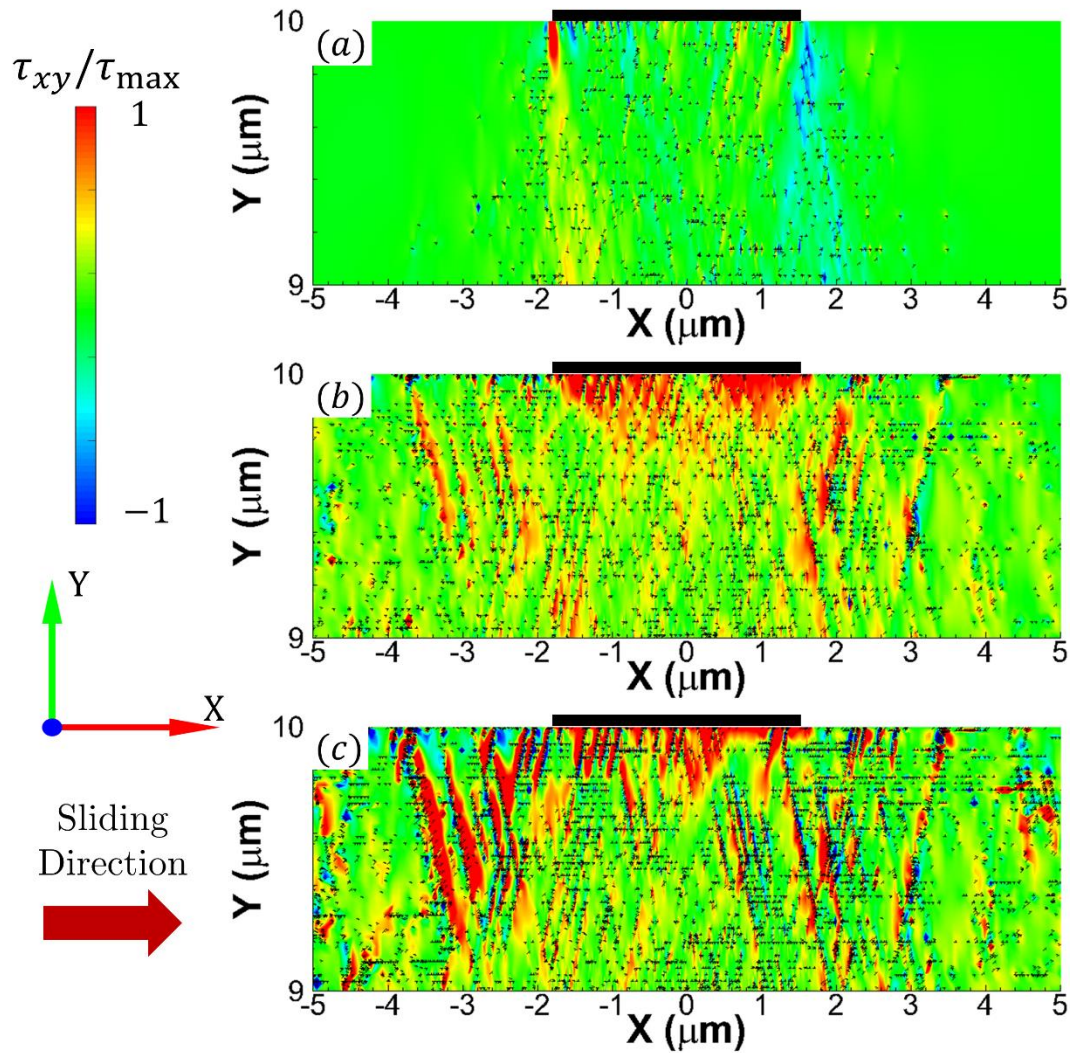 τxy/τmax
1
−1
Y
X
Sliding
Direction
(a)
10
9
Y (μm)
-5 -4 -3 -2 -1 0 1 2 3 4 5
X (μm)
(b)
10
9
Y (μm)
-5 -4 -3 -2 -1 0 1 2 3 4 5
X (μm)
(c)
10
9
Y (μm)
-5 -4 -3 -2 -1 0 1 2 3 4 5
X (μm)